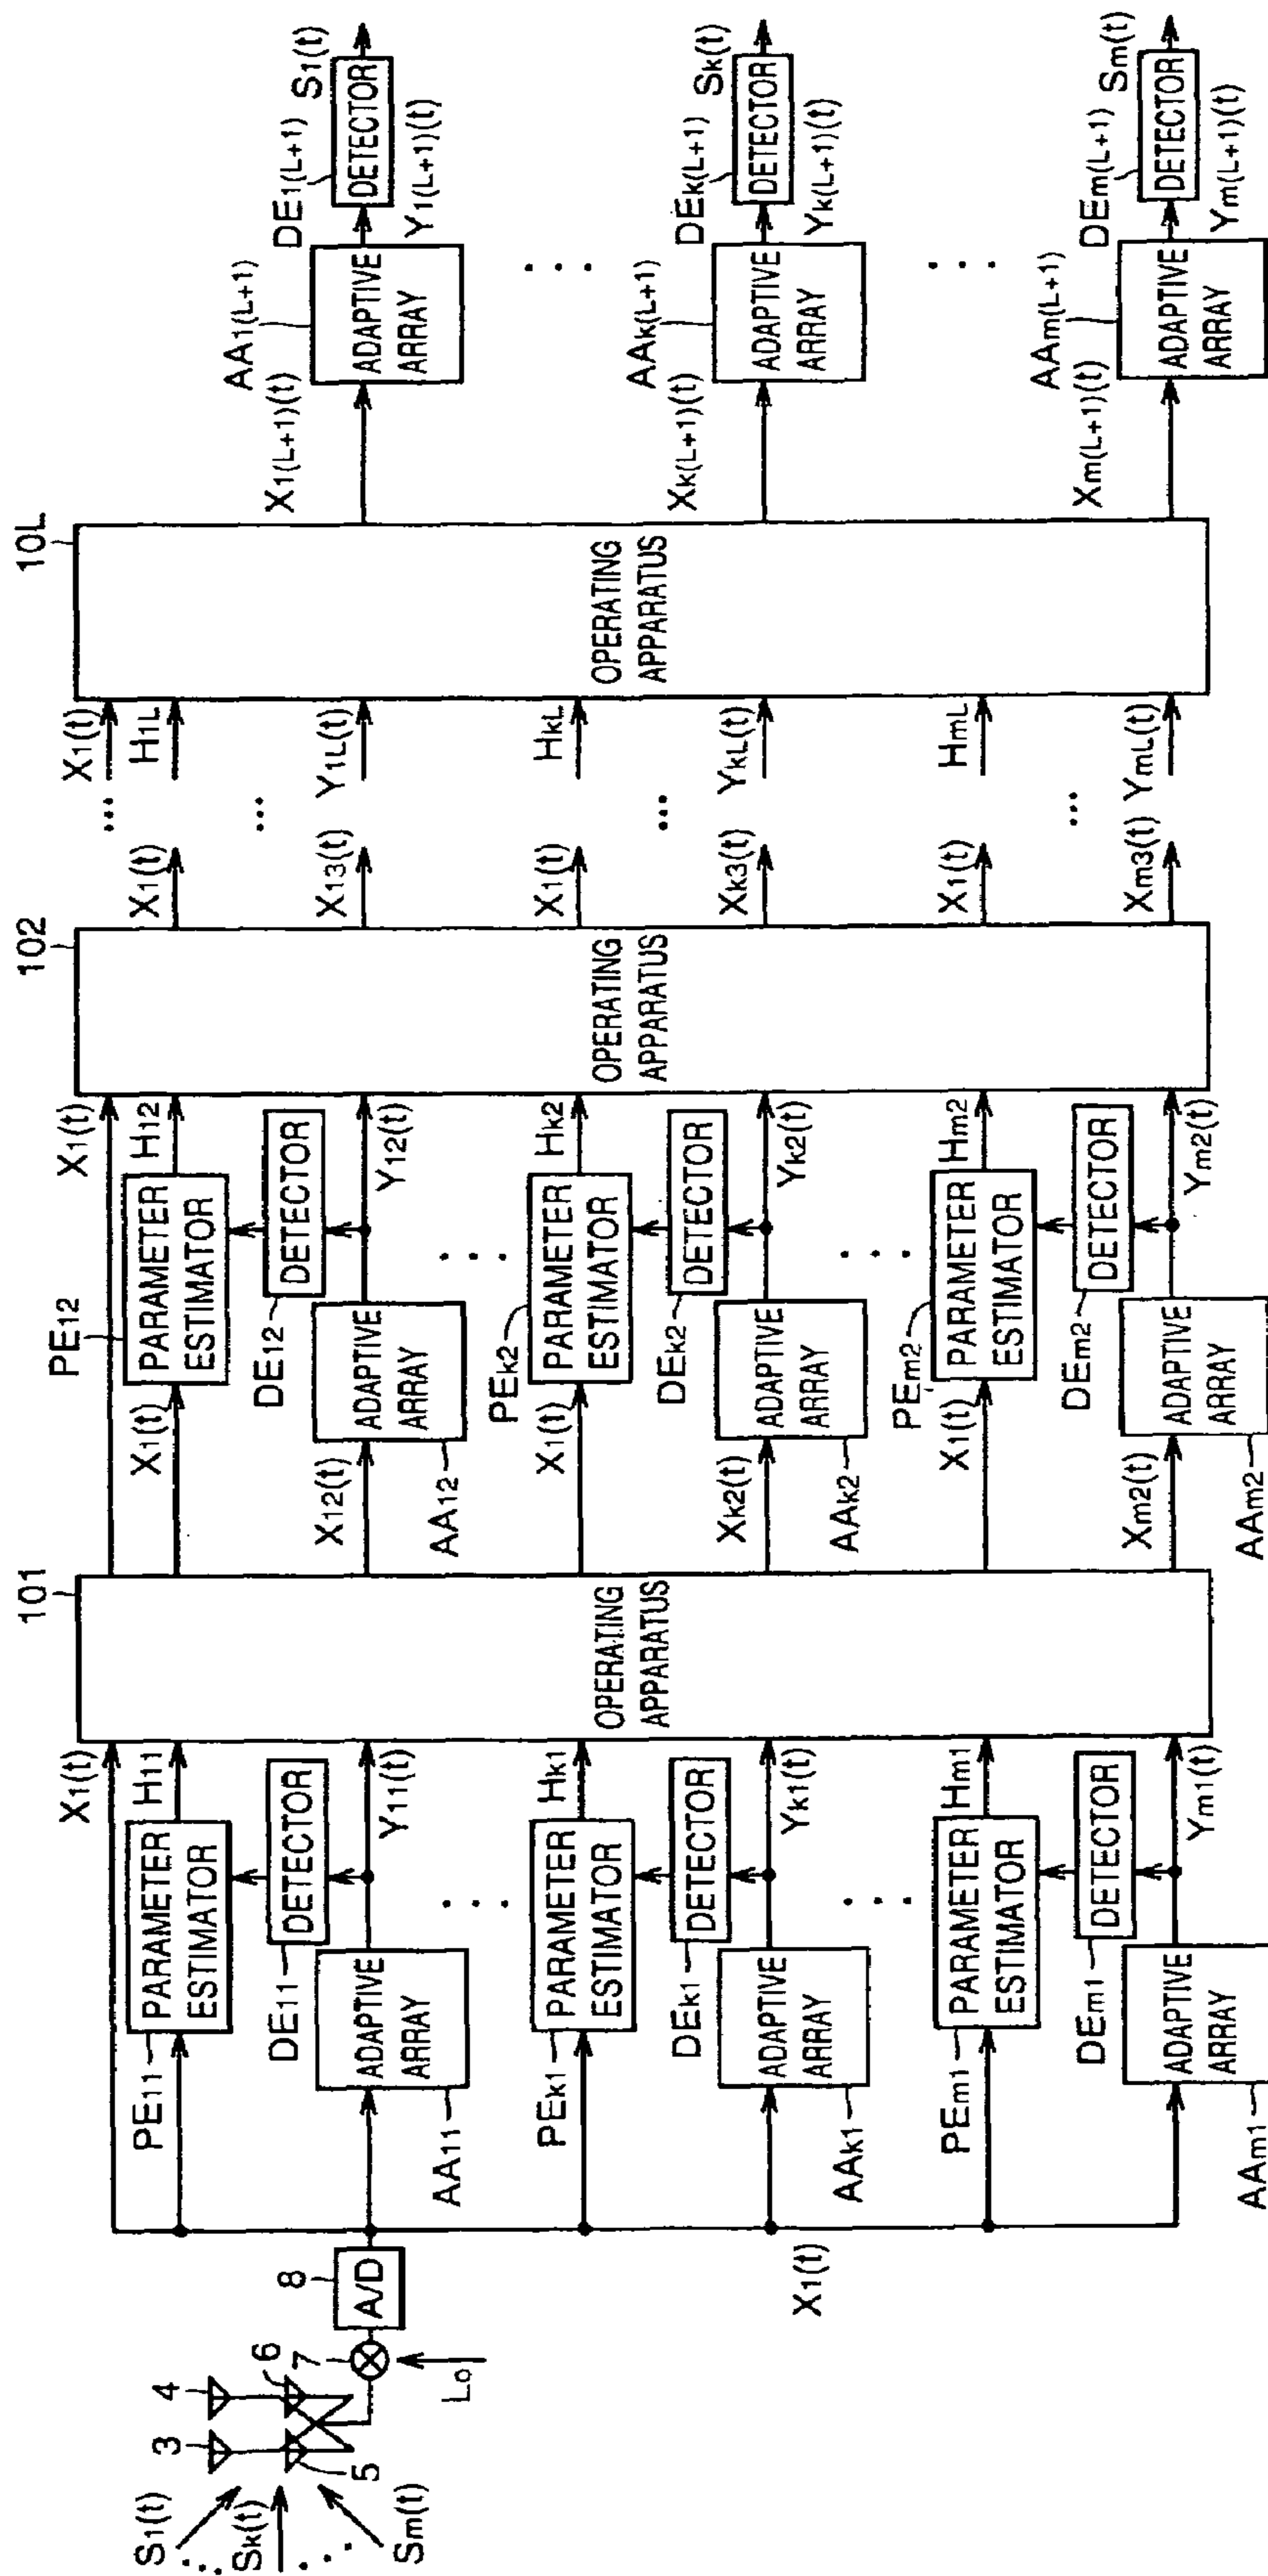 S1(t)
Sk(t)
Sm(t)
3
4
5
6
7
Lo
8
A/D
X1(t)
X1(t)
PE11
PARAMETER
ESTIMATOR
H11
DE11
DETECTOR
AA11
ADAPTIVE
ARRAY
Y11(t)
PEk1
PARAMETER
ESTIMATOR
Hk1
DEk1
DETECTOR
AAk1
ADAPTIVE
ARRAY
Yk1(t)
PEm1
PARAMETER
ESTIMATOR
Hm1
DEm1
DETECTOR
AAm1
ADAPTIVE
ARRAY
Ym1(t)
101
OPERATING
APPARATUS
X1(t)
X1(t)
PE12
PARAMETER
ESTIMATOR
H12
DE12
DETECTOR
X12(t)
AA12
ADAPTIVE
ARRAY
Y12(t)
X1(t)
PEk2
PARAMETER
ESTIMATOR
Hk2
DEk2
DETECTOR
Xk2(t)
AAk2
ADAPTIVE
ARRAY
Yk2(t)
X1(t)
PEm2
PARAMETER
ESTIMATOR
Hm2
DEm2
DETECTOR
Xm2(t)
AAm2
ADAPTIVE
ARRAY
Ym2(t)
102
OPERATING
APPARATUS
X1(t)
X13(t)
X1(t)
Xk3(t)
X1(t)
Xm3(t)
...
X1(t)
H1L
...
Y1L(t)
HkL
...
YkL(t)
HmL
...
YmL(t)
10L
OPERATING
APPARATUS
X1(L+1)(t)
AA1(L+1)
ADAPTIVE
ARRAY
DE1(L+1)
DETECTOR
Y1(L+1)(t)
S1(t)
Xk(L+1)(t)
AAk(L+1)
ADAPTIVE
ARRAY
DEk(L+1)
DETECTOR
Yk(L+1)(t)
Sk(t)
Xm(L+1)(t)
AAm(L+1)
ADAPTIVE
ARRAY
DEm(L+1)
DETECTOR
Ym(L+1)(t)
Sm(t)